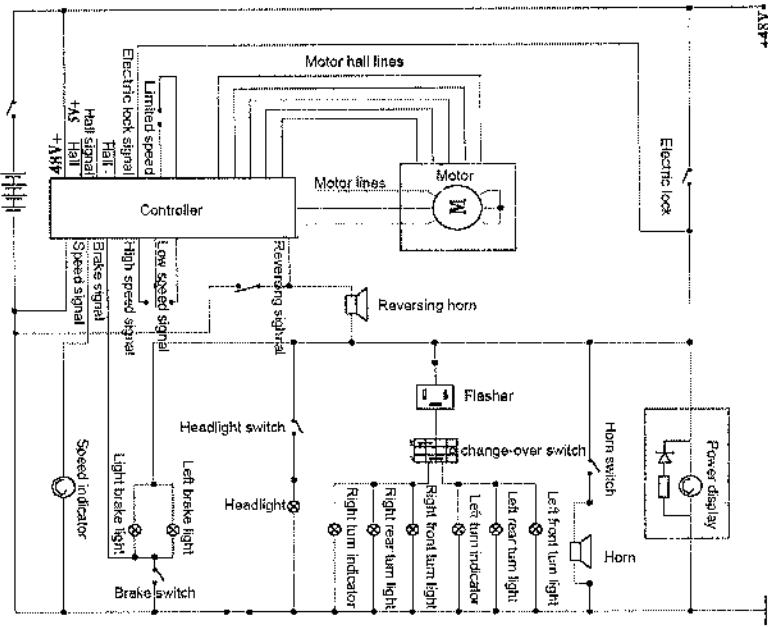 +48V
Motor hall lines
Electric lock signal
Limited speed
+5V
Hall signal
Hall
Hall -
+48V
Electric lock
Motor lines
Motor
M
Controller
Speed signal
Brake signal
High speed signal
Low speed signal
Reversing sighnal
Reversing horn
Flasher
Headlight switch
change-over switch
Horn switch
Power display
Speed indicator
Light brake light
Left brake light
Headlight
Right turn indicator
Right rear turn light
Right front turn light
Left turn indicator
Left rear turn light
Left front turn light
Horn
Brake switch